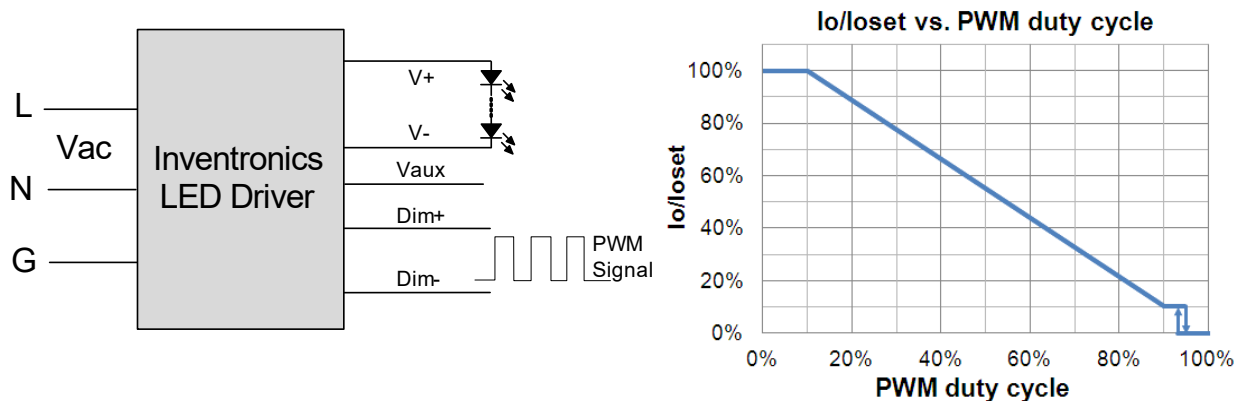 L
Vac
N
G
Inventronics
LED Driver
V+
V-
Vaux
Dim+
Dim-
PWM
Signal
Io/Ioset vs. PWM duty cycle
Io/Ioset
100%
80%
60%
40%
20%
0%
0% 20% 40% 60% 80% 100%
PWM duty cycle